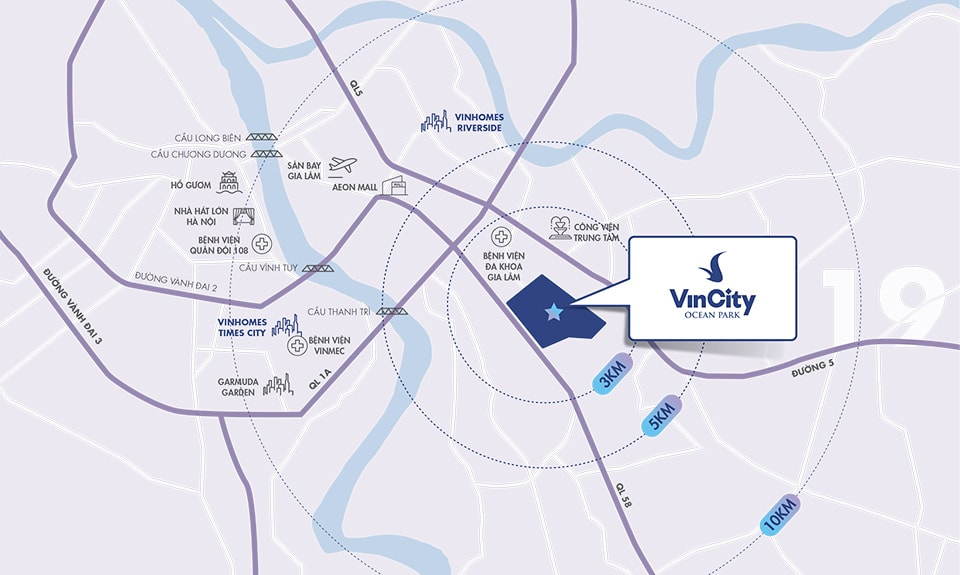 QL5
VINHOMES
RIVERSIDE
CẦU LONG BIÊN
CẦU CHƯƠNG DƯƠNG
SÂN BAY
GIA LÂM
AEON MALL
MALL
HỒ GƯƠM
NHÀ HÁT LỚN
HÀ NỘI
BỆNH VIỆN
QUÂN ĐỘI 108
CẦU VĨNH TUY
ĐƯỜNG VÀNH ĐAI 2
ĐƯỜNG VÀNH ĐAI 3
CÔNG VIÊN
TRUNG TÂM
BỆNH VIỆN
ĐA KHOA
GIA LÂM
VINCITY
OCEAN PARK
19
CẦU THANH TRÌ
VINHOMES
TIMES CITY
BỆNH VIỆN
VINMEC
GARMUDA
GARDEN
QL 1A
3KM
5KM
10KM
ĐƯỜNG 5
QL 5B